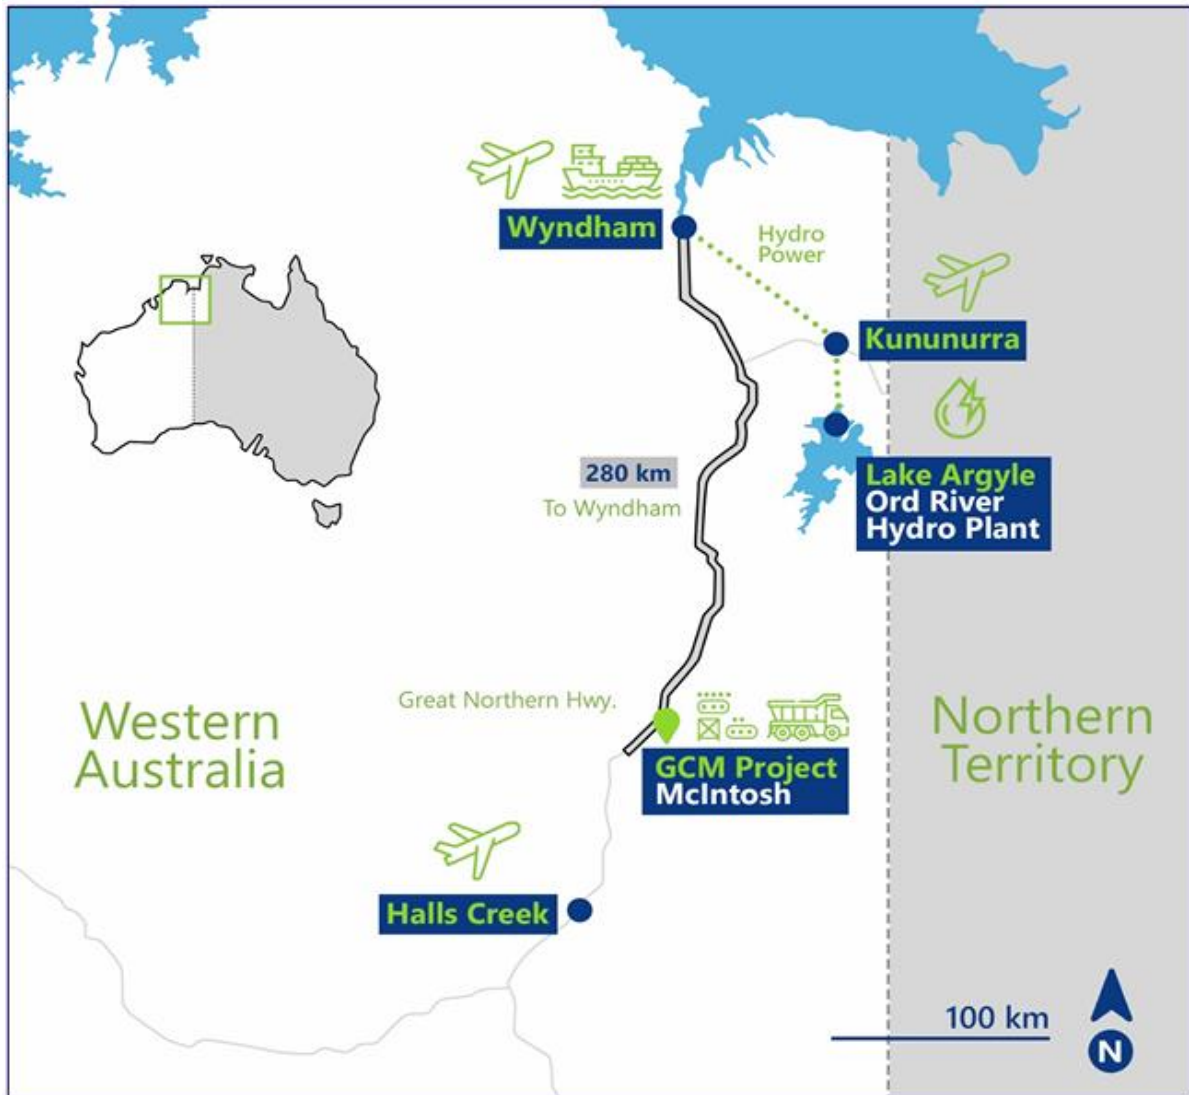 Wyndham
Hydro
Power
Kununurra
280 km
To Wyndham
Lake Argyle
Ord River
Hydro Plant
Great Northern Hwy.
Western
Australia
Northern
Territory
GCM Project
McIntosh
Halls Creek
100 km
N